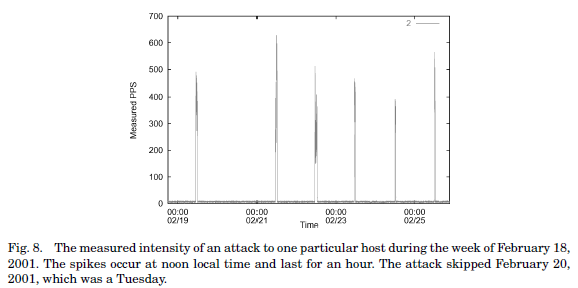 700
2
600
500
400
300
200
100
0
Measured PPS
00:00 00:00 00:00 00:00
02/19 02/21 02/23 02/25
Time
Fig. 8. The measured intensity of an attack to one particular host during the week of February 18,
2001. The spikes occur at noon local time and last for an hour. The attack skipped February 20,
2001, which was a Tuesday.